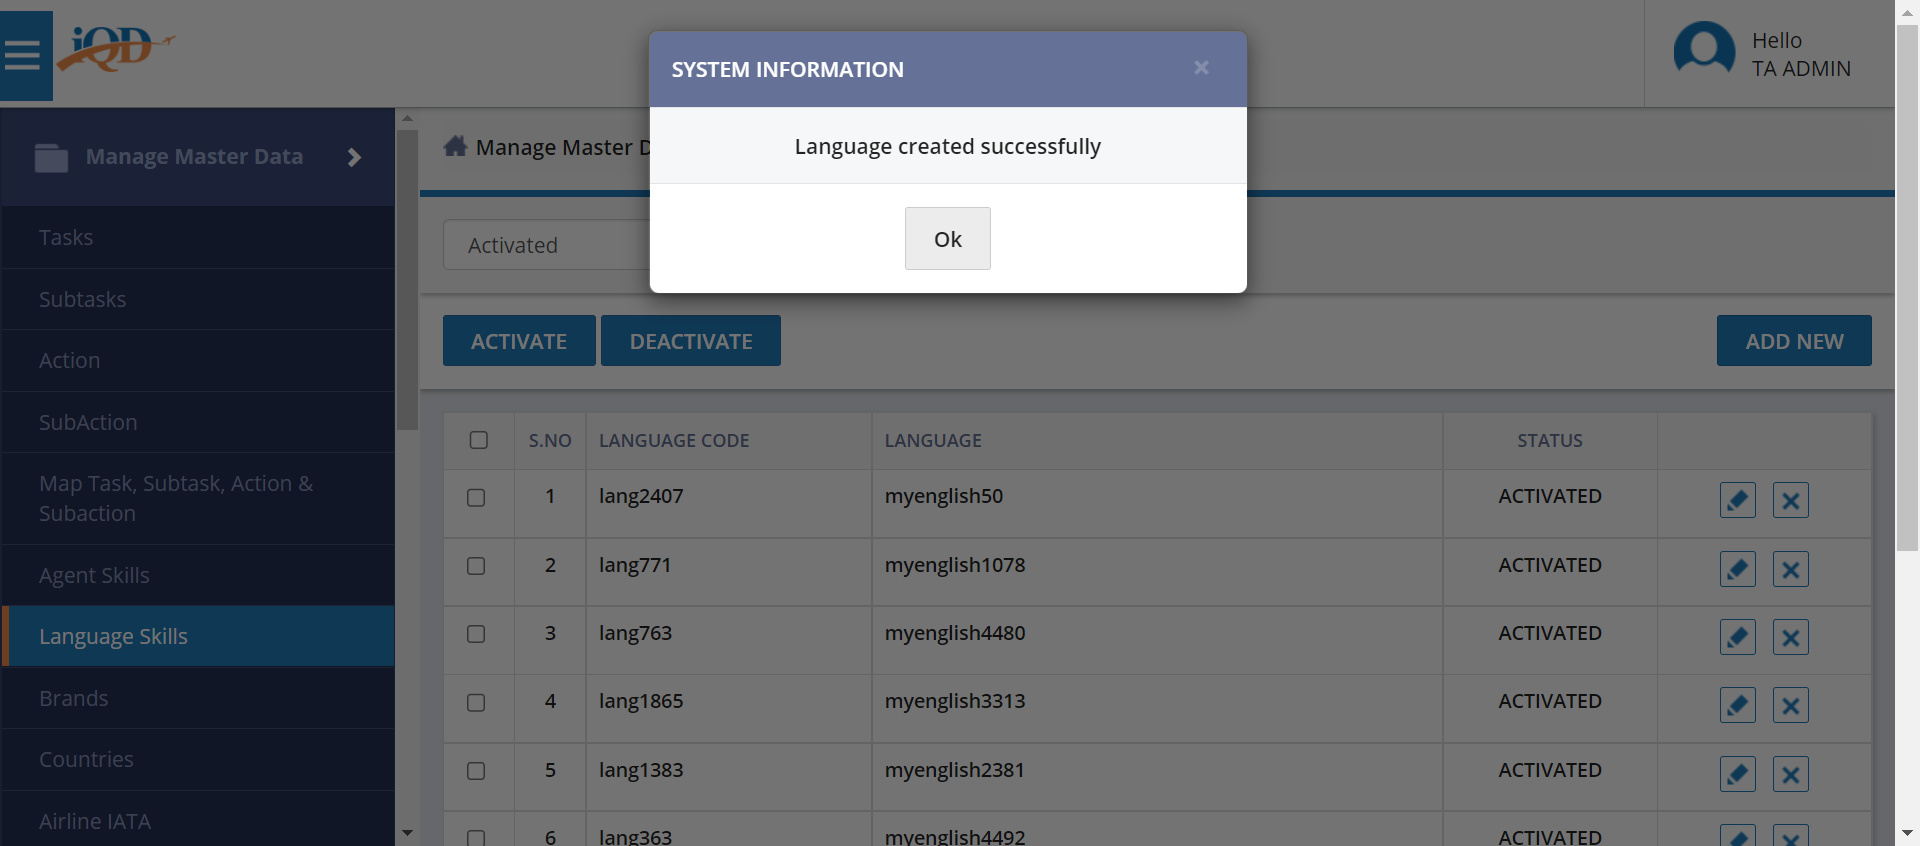 iQD
Hello
TA ADMIN
SYSTEM INFORMATION
×
Language created successfully
Ok
Manage Master Data
Tasks
Subtasks
Action
SubAction
Map Task, Subtask, Action &
Subaction
Agent Skills
Language Skills
Brands
Countries
Airline IATA
Manage Master D
Activated
ACTIVATE DEACTIVATE ADD NEW
S.NO LANGUAGE CODE LANGUAGE STATUS
1 lang2407 myenglish50 ACTIVATED
2 lang771 myenglish1078 ACTIVATED
3 lang763 myenglish4480 ACTIVATED
4 lang1865 myenglish3313 ACTIVATED
5 lang1383 myenglish2381 ACTIVATED
6 lang363 myenglish4492 ACTIVATED